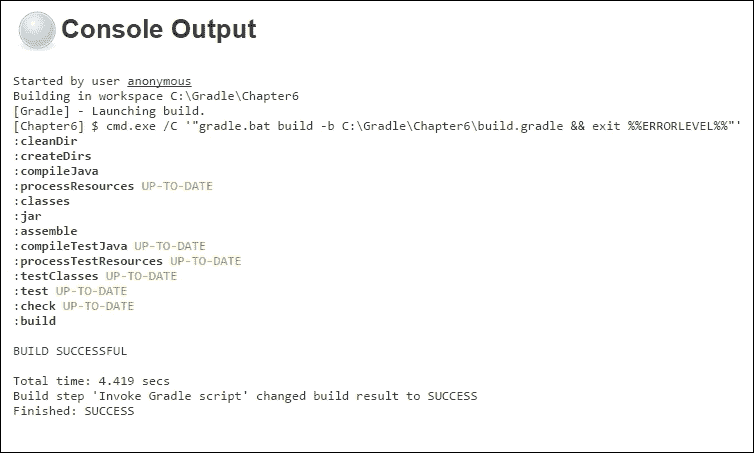 Console Output
Started by user anonymous
Building in workspace C:\Gradle\Chapter6
[Gradle] - Launching build.
[Chapter6] $ cmd.exe /C '"gradle.bat build -b C:\Gradle\Chapter6\build.gradle && exit %%ERRORLEVEL%%"'
:cleanDir
:createDirs
:compileJava
:processResources UP-TO-DATE
:classes
:jar
:assemble
:compileTestJava UP-TO-DATE
:processTestResources UP-TO-DATE
:testClasses UP-TO-DATE
:test UP-TO-DATE
:check UP-TO-DATE
:build
BUILD SUCCESSFUL
Total time: 4.419 secs
Build step 'Invoke Gradle script' changed build result to SUCCESS
Finished: SUCCESS